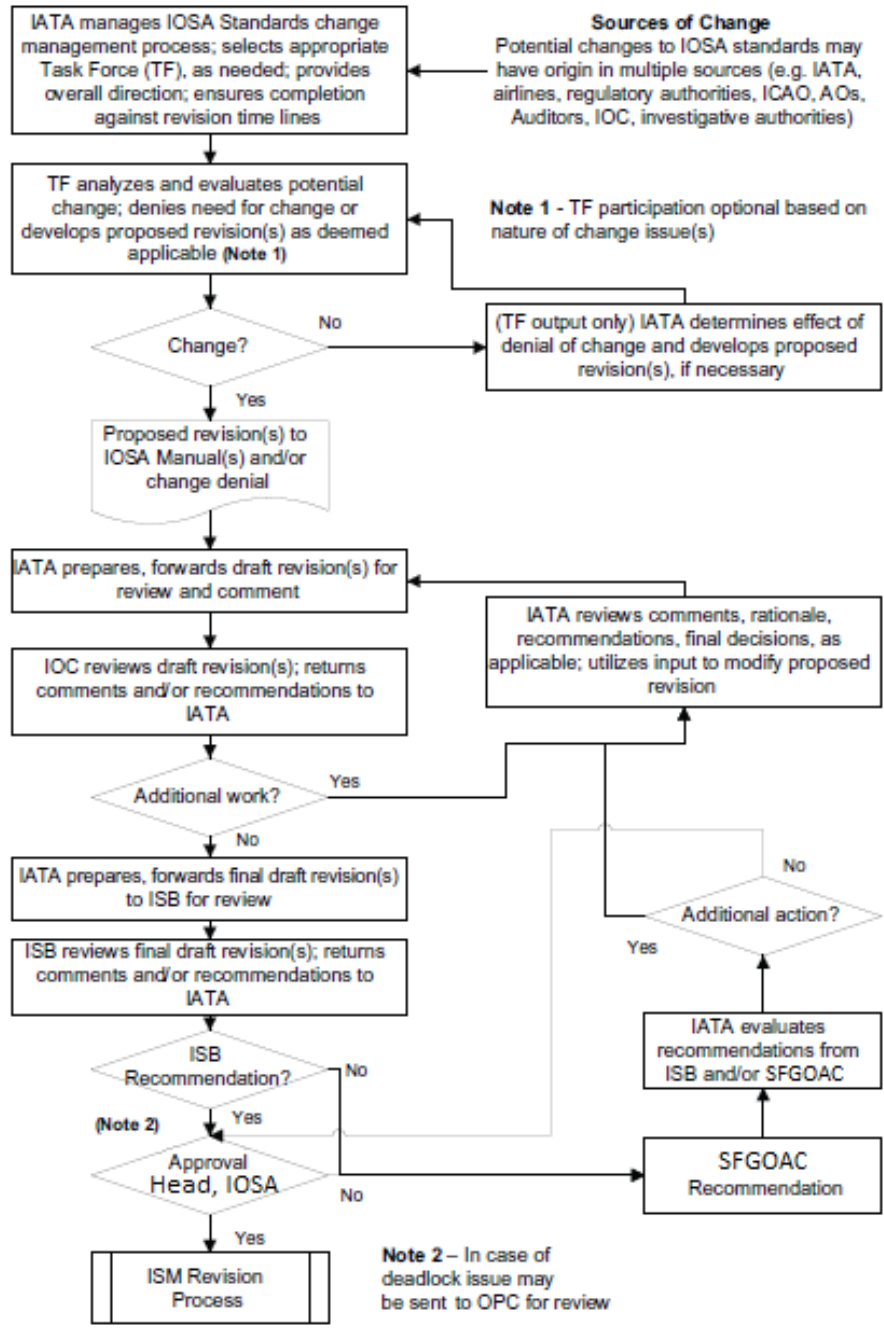 IATA manages IOSA Standards change
management process; selects appropriate
Task Force (TF), as needed; provides
overall direction; ensures completion
against revision time lines
Sources of Change
Potential changes to IOSA standards may
have origin in multiple sources (e.g. IATA,
airlines, regulatory authorities, ICAO, AOs,
Auditors, IOC, investigative authorities)
TF analyzes and evaluates potential
change; denies need for change or
develops proposed revision(s) as deemed
applicable (Note 1)
Note 1 - TF participation optional based on
nature of change issue(s)
Change?
No
(TF output only) IATA determines effect of
denial of change and develops proposed
revision(s), if necessary
Yes
Proposed revision(s) to
IOSA Manual(s) and/or
change denial
IATA prepares, forwards draft revision(s) for
review and comment
IATA reviews comments, rationale,
recommendations, final decisions, as
applicable; utilizes input to modify proposed
revision
IOC reviews draft revision(s); returns
comments and/or recommendations to
IATA
Additional work?
Yes
No
IATA prepares, forwards final draft revision(s)
to ISB for review
No
Additional action?
Yes
ISB reviews final draft revision(s); returns
comments and/or recommendations to
IATA
IATA evaluates
recommendations from
ISB and/or SFGOAC
ISB
Recommendation?
No
Yes
(Note 2)
Approval
Head, IOSA
No
SFGOAC
Recommendation
Yes
ISM Revision
Process
Note 2 – In case of
deadlock issue may
be sent to OPC for review